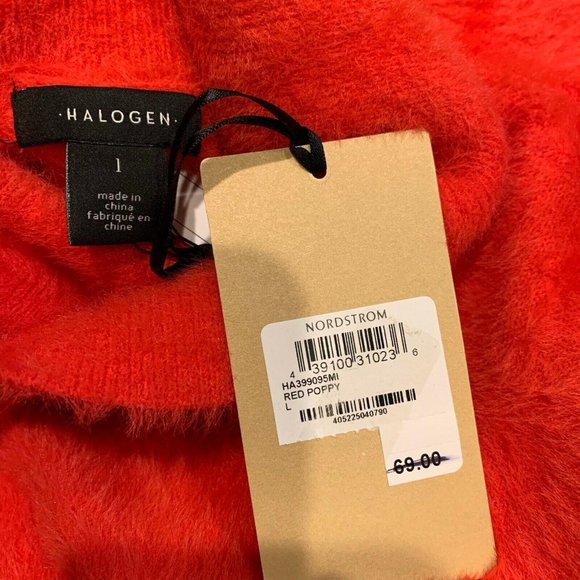 ·HALOGEN·
l
made in
china
fabriqué en
chine
NORDSTROM
4 39100 31023 6
HA399095MI
RED POPPY
L
405225040790
69.00